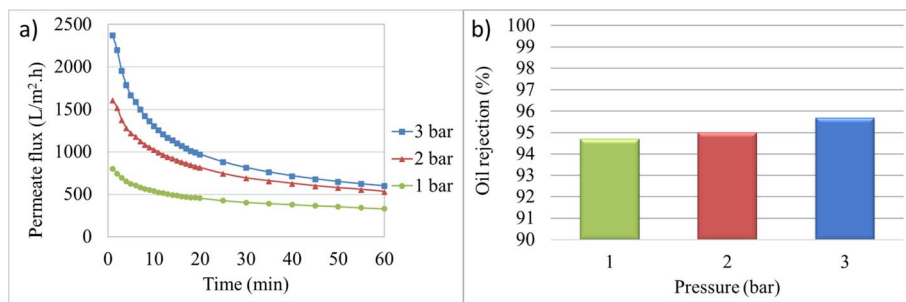 a)
Permeate flux (L/m².h)
2500
2000
1500
1000
500
0
0 10 20 30 40 50 60
Time (min)
3 bar
2 bar
1 bar
b)
Oil rejection (%)
100
99
98
97
96
95
94
93
92
91
90
1 2 3
Pressure (bar)